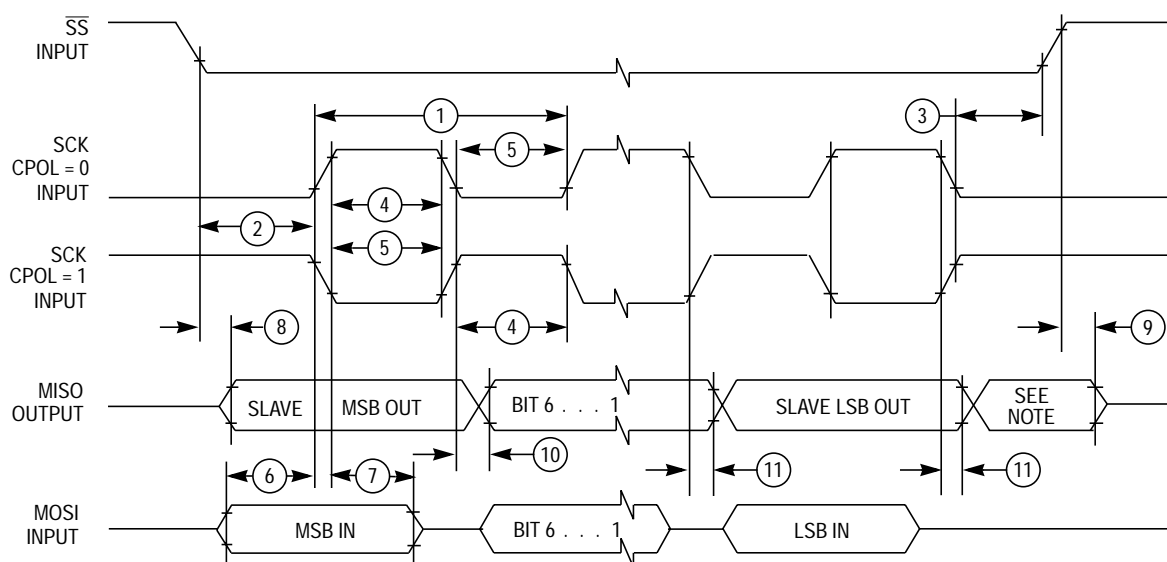 SS
INPUT
1
3
SCK
CPOL = 0
INPUT
5
4
2
5
SCK
CPOL = 1
INPUT
8
4
9
MISO
OUTPUT
SLAVE
MSB OUT
BIT 6 . . . 1
SLAVE LSB OUT
SEE
NOTE
6
7
10
11
11
MOSI
INPUT
MSB IN
BIT 6 . . . 1
LSB IN